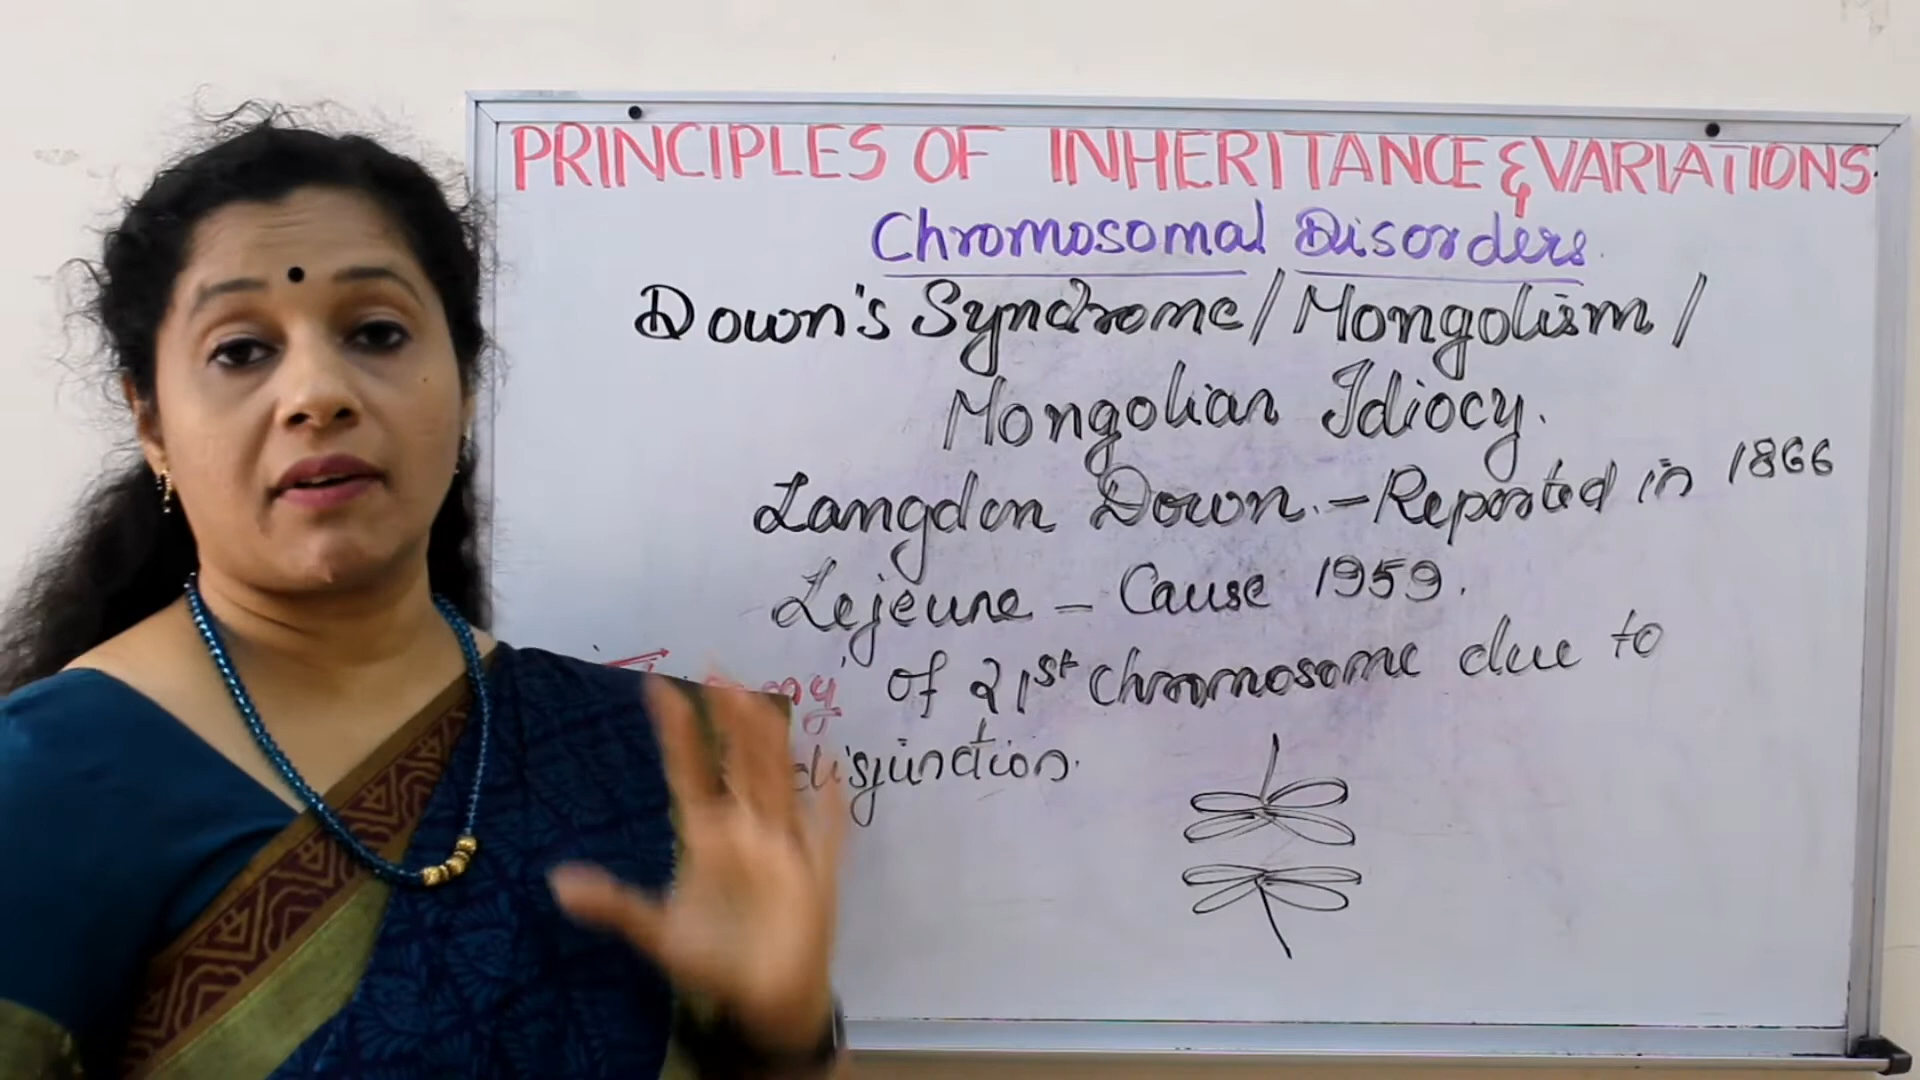 PRINCIPLES OF INHERITANCE & VARIATIONS.
Chromosomal Disorders.
Down's Syndrome / Mongolism /
Mongolian Idiocy.
Langdon Down. - Reported in 1866
Lejeune - Cause 1959.
of 21st chromosome due to
disjunction.